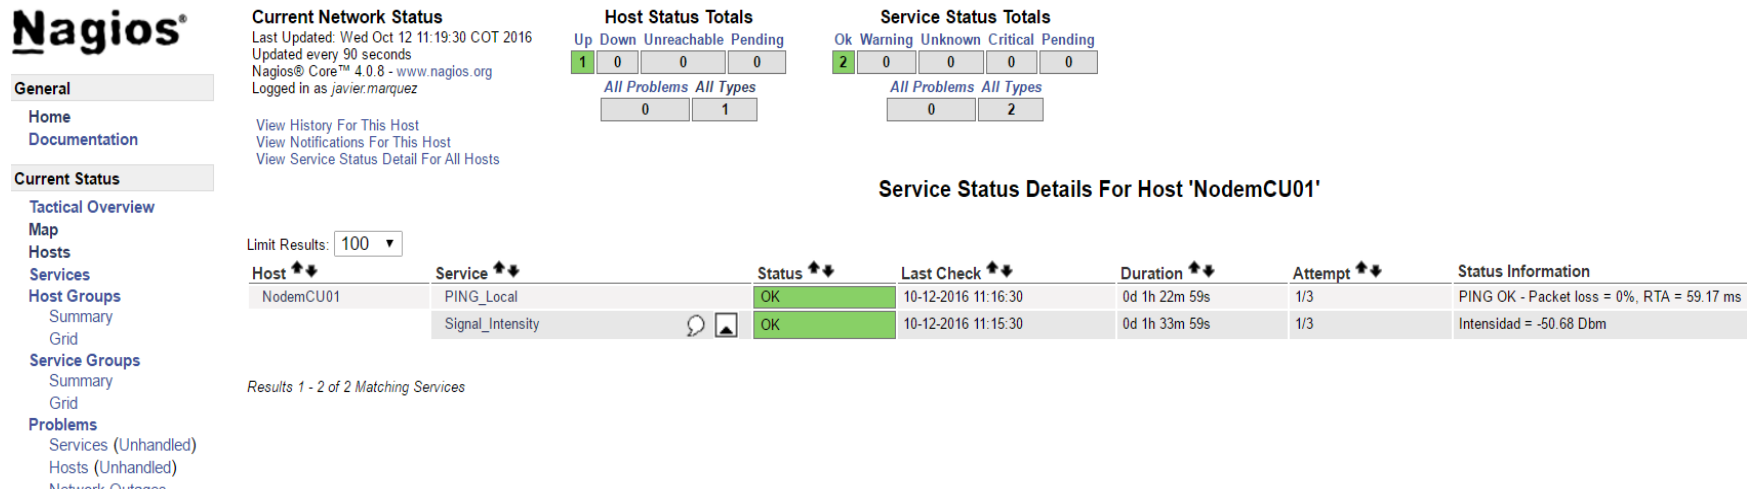 Nagios®
General
Home
Documentation
Current Status
Tactical Overview
Map
Hosts
Services
Host Groups
Summary
Grid
Service Groups
Summary
Grid
Problems
Services (Unhandled)
Hosts (Unhandled)
Network Outages
Current Network Status
Last Updated: Wed Oct 12 11:19:30 COT 2016
Updated every 90 seconds
Nagios® Core™ 4.0.8 - www.nagios.org
Logged in as javier.marquez
View History For This Host
View Notifications For This Host
View Service Status Detail For All Hosts
Host Status Totals
Up Down Unreachable Pending
1 0 0 0
All Problems All Types
0 1
Service Status Totals
Ok Warning Unknown Critical Pending
2 0 0 0 0
All Problems All Types
0 2
Service Status Details For Host 'NodemCU01'
Limit Results: 100
Host Service Status Last Check Duration Attempt Status Information
NodemCU01 PING_Local OK 10-12-2016 11:16:30 0d 1h 22m 59s 1/3 PING OK - Packet loss = 0%, RTA = 59.17 ms
Signal_Intensity OK 10-12-2016 11:15:30 0d 1h 33m 59s 1/3 Intensidad = -50.68 Dbm
Results 1 - 2 of 2 Matching Services